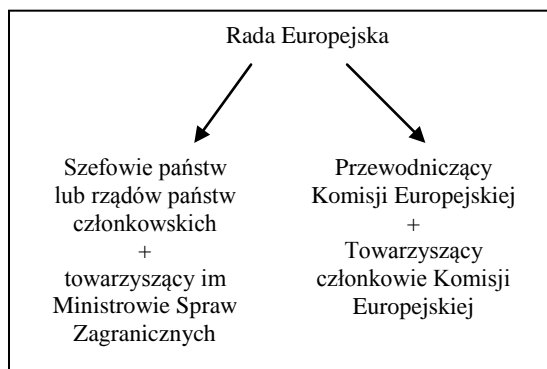 Rada Europejska
Szefowie państw
lub rządów państw
członkowskich
+
towarzyszący im
Ministrowie Spraw
Zagranicznych
Przewodniczący
Komisji Europejskiej
+
Towarzyszący
członkowie Komisji
Europejskiej